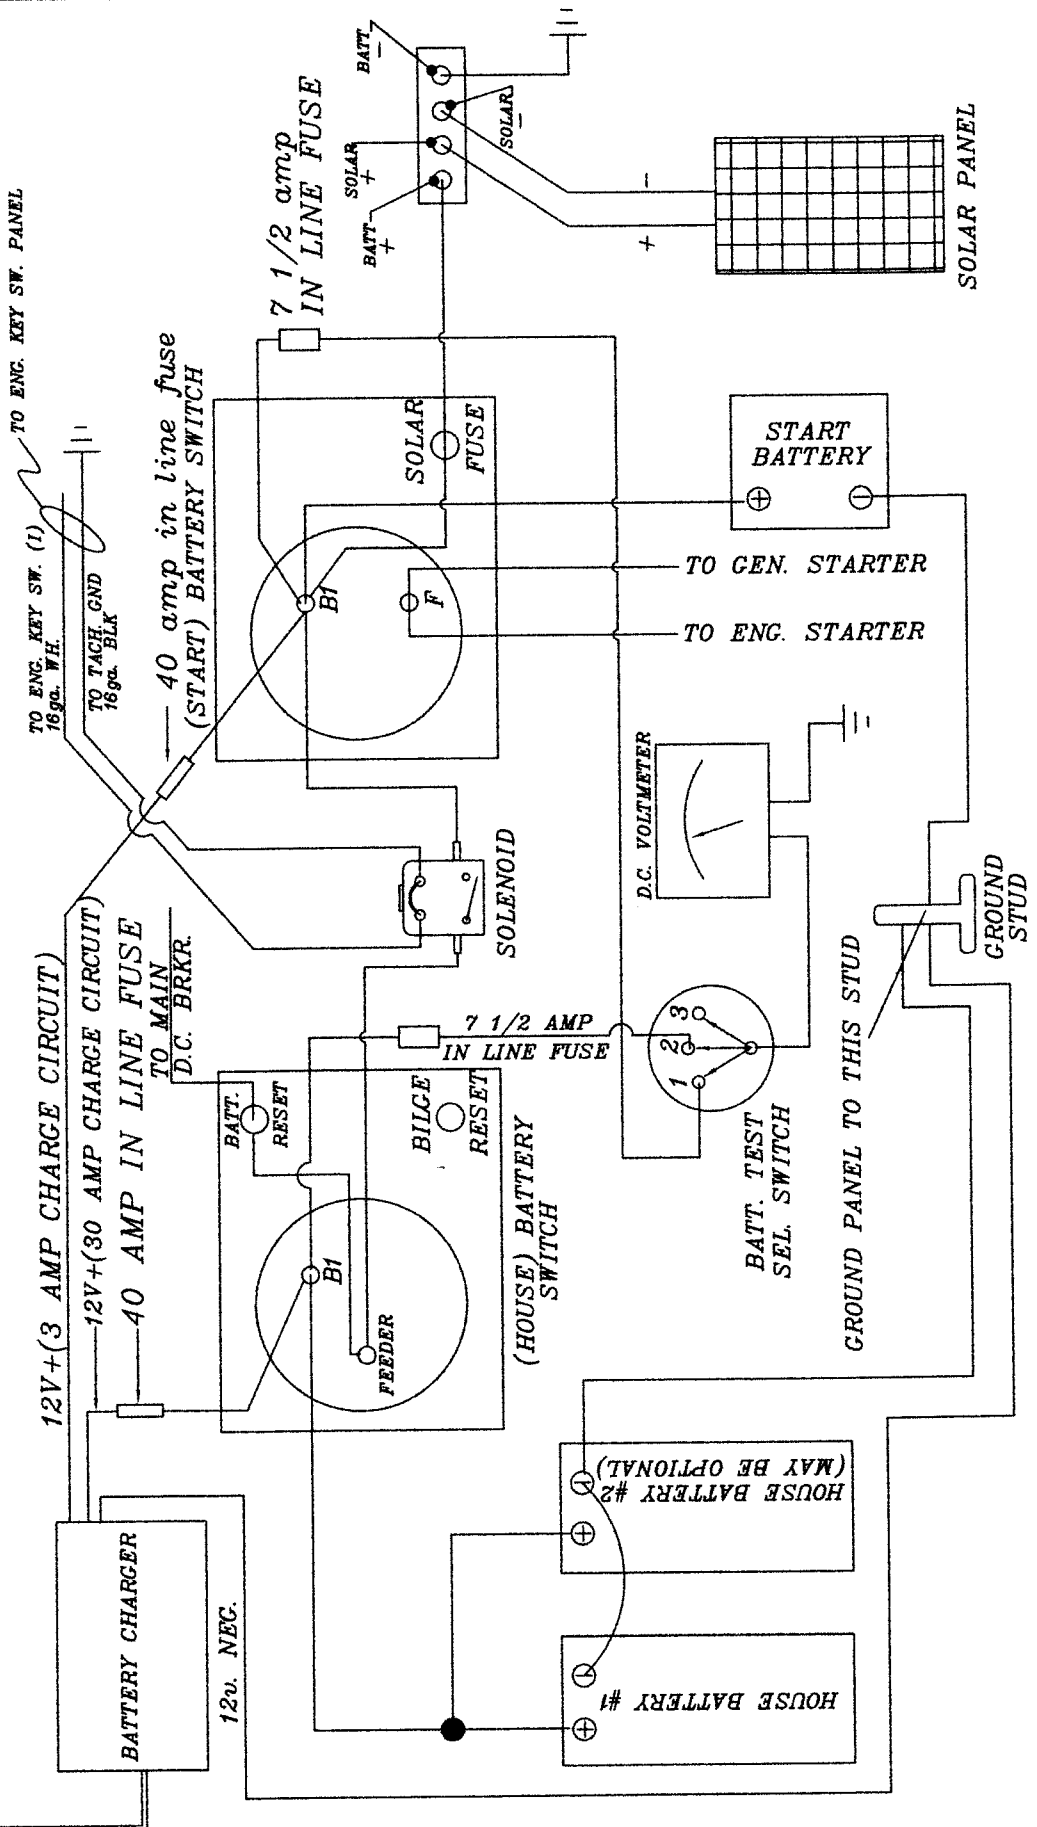 BATTERY CHARGER
12v. NEG.
12V+(3 AMP CHARGE CIRCUIT)
12V+(30 AMP CHARGE CIRCUIT)
40 AMP IN LINE FUSE
TO MAIN
D.C. BRKR.
TO ENG. KEY SW. (I)
16ga. WH.
TO TACH. GND
16ga. BLK
TO ENG. KEY SW. PANEL
40 amp in line fuse
(START) BATTERY SWITCH
7 1/2 amp
IN LINE FUSE
BATT.
RESET
B1
FEEDER
BILGE
RESET
(HOUSE) BATTERY
SWITCH
SOLENOID
B1
F
SOLAR
FUSE
BATT
+
SOLAR
+
SOLAR
-
BATT
-
7 1/2 AMP
IN LINE FUSE
TO GEN. STARTER
TO ENG. STARTER
START
BATTERY
+
-
+
-
SOLAR PANEL
D.C. VOLTMETER
1
2
3
BATT. TEST
SEL. SWITCH
GROUND PANEL TO THIS STUD
GROUND
STUD
HOUSE BATTERY #1
+
-
HOUSE BATTERY #2
(MAY BE OPTIONAL)
+
-